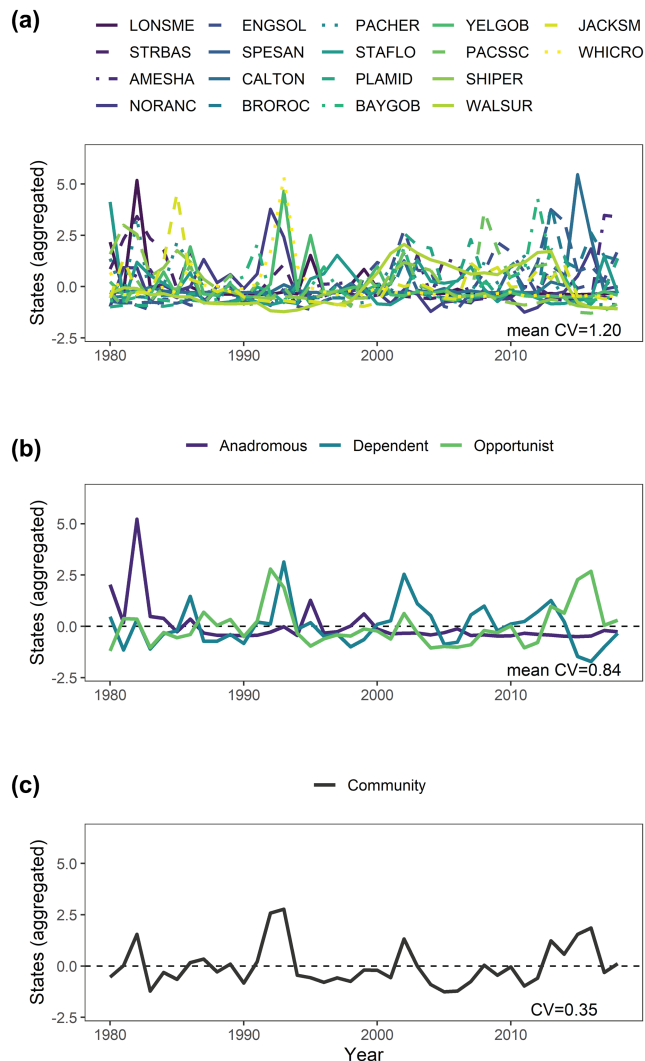 (a)
LONSME ENGSOL PACHER YELGOB JACKSM
STRBAS SPESAN STAFLO PACSSC WHICRO
AMESHA CALTON PLAMID SHIPER
NORANC BROROC BAYGOB WALSUR
States (aggregated)
5.0
2.5
0.0
-2.5
mean CV=1.20
1980 1990 2000 2010
(b)
Anadromous Dependent Opportunist
States (aggregated)
5.0
2.5
0.0
-2.5
mean CV=0.84
1980 1990 2000 2010
(c)
Community
States (aggregated)
5.0
2.5
0.0
-2.5
CV=0.35
1980 1990 2000 2010
Year